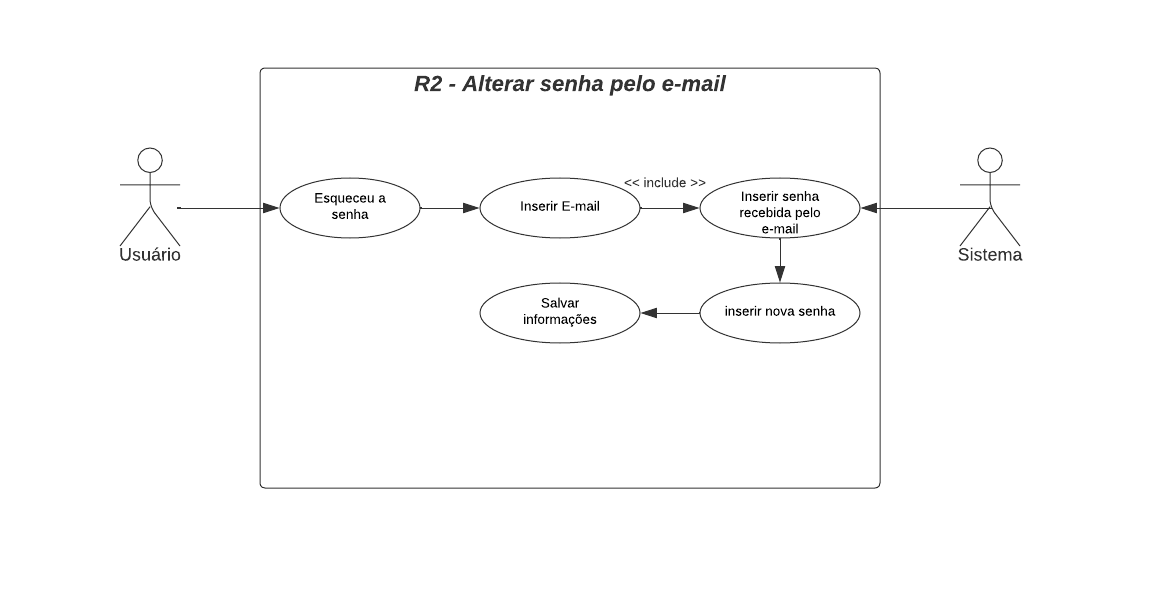 R2 - Alterar senha pelo e-mail
<< include >>
Esqueceu a
senha
Inserir E-mail
Inserir senha
recebida pelo
e-mail
Usuário
Sistema
Salvar
informações
inserir nova senha